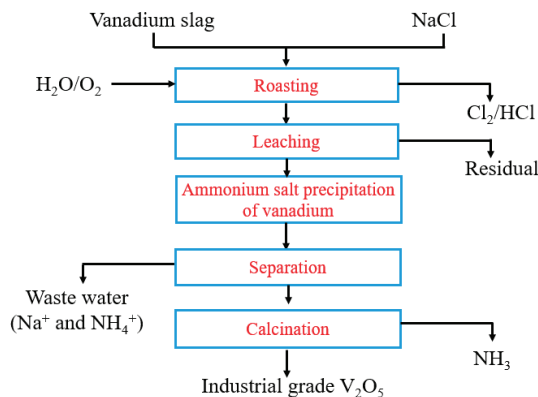 Vanadium slag
NaCl
H₂O/O₂
Roasting
Cl₂/HCl
Leaching
Residual
Ammonium salt precipitation
of vanadium
Separation
Waste water
(Na⁺ and NH₄⁺)
Calcination
NH₃
Industrial grade V₂O₅